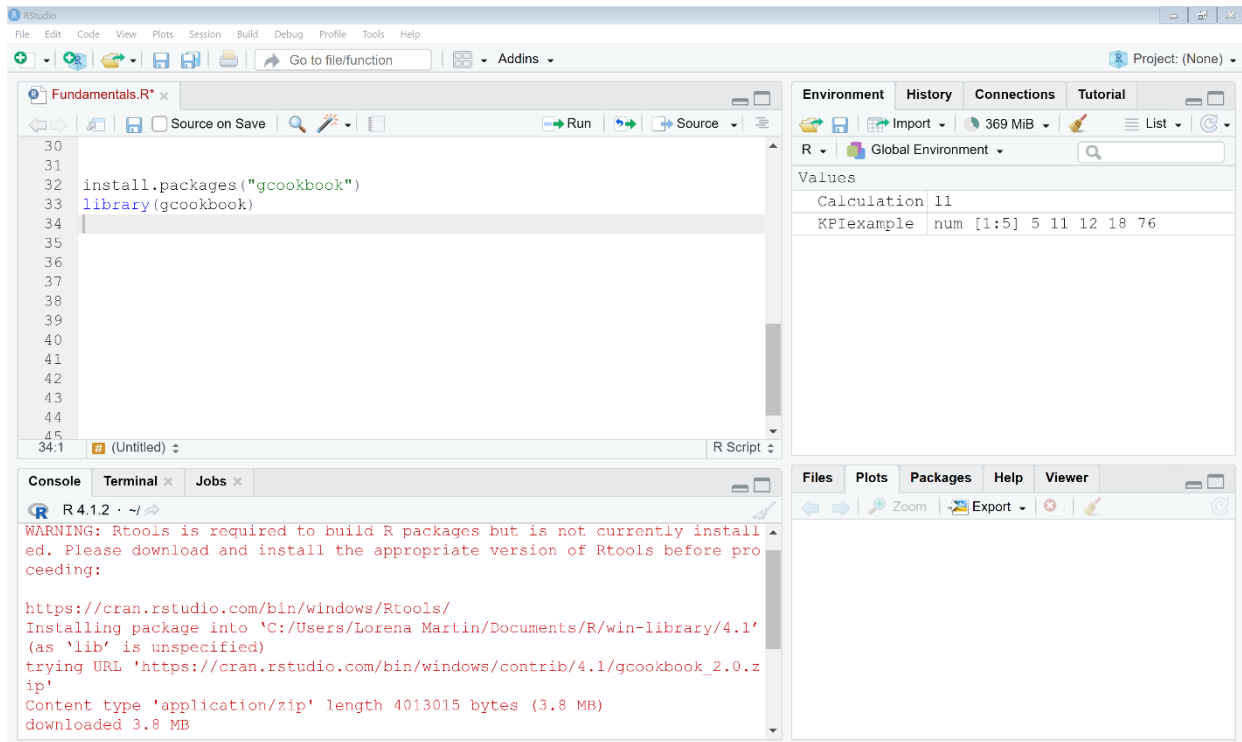 RStudio
File Edit Code View Plots Session Build Debug Profile Tools Help
Go to file/function Addins Project: (None)
Fundamentals.R*
Source on Save Run Source
30
31
32 install.packages("gcookbook")
33 library(gcookbook)
34
35
36
37
38
39
40
41
42
43
44
45
34:1 # (Untitled) R Script
Console Terminal Jobs
R 4.1.2 · ~/
WARNING: Rtools is required to build R packages but is not currently install
ed. Please download and install the appropriate version of Rtools before pro
ceeding:
https://cran.rstudio.com/bin/windows/Rtools/
Installing package into ‘C:/Users/Lorena Martin/Documents/R/win-library/4.1’
(as ‘lib’ is unspecified)
trying URL 'https://cran.rstudio.com/bin/windows/contrib/4.1/gcookbook_2.0.z
ip'
Content type 'application/zip' length 4013015 bytes (3.8 MB)
downloaded 3.8 MB
Environment History Connections Tutorial
Import 369 MiB List
R Global Environment
Values
Calculation 11
KPIexample num [1:5] 5 11 12 18 76
Files Plots Packages Help Viewer
Zoom Export